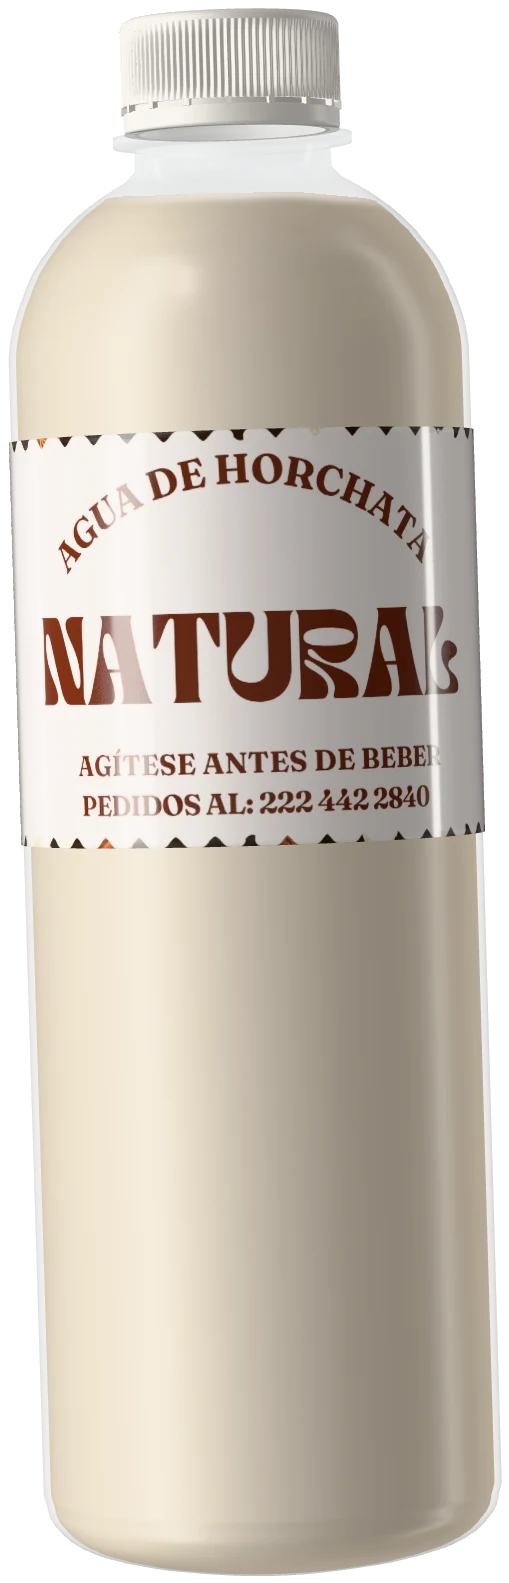 AGUA DE HORCHATA
NATURAL
AGÍTESE ANTES DE BEBER
PEDIDOS AL: 222 442 2840